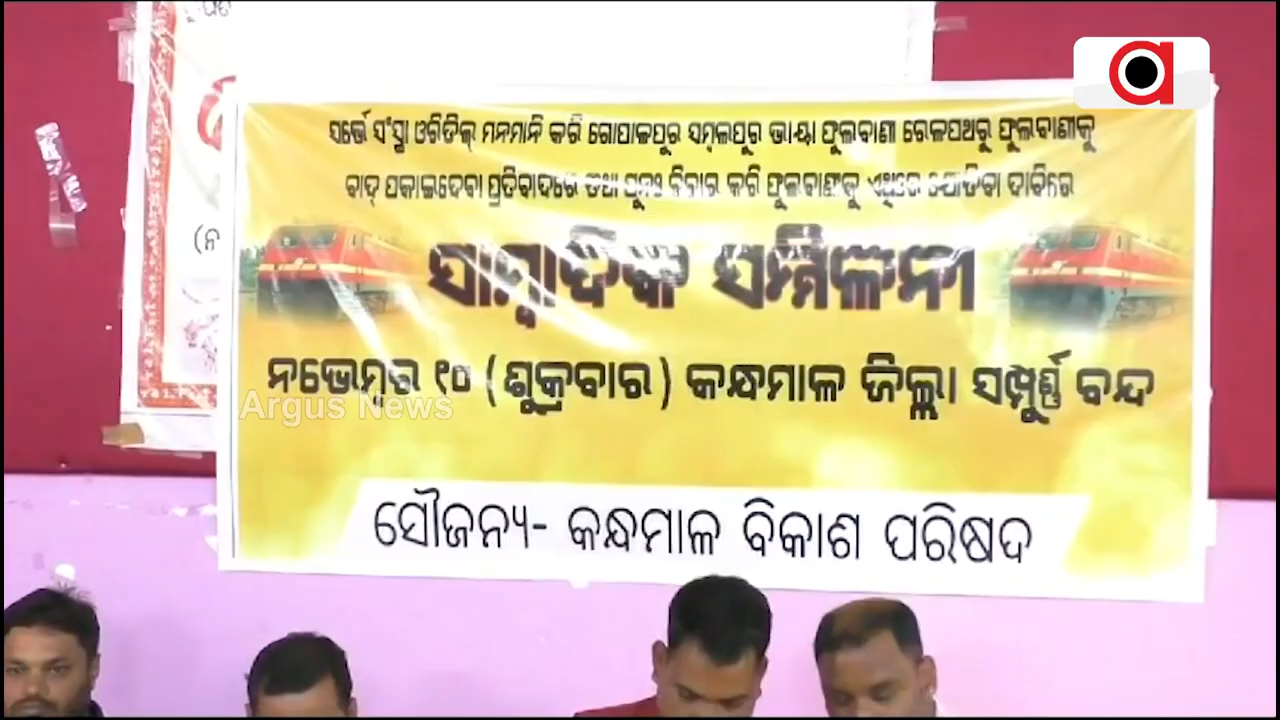 ସର୍ଭେ ସଂସ୍ଥା ଓରିଡିଲ୍ ମନମାନି କରି ଗୋପାଳପୁର ସମ୍ବଲପୁର ଭାୟା ଫୁଲବାଣୀ ରେଳପଥରୁ ଫୁଲବାଣୀକୁ
ବାଦ୍ ପକାଇଦେବା ପ୍ରତିବାଦରେ ତଥା ପୁନଃ ବିଚାର କରି ଫୁଲବାଣୀକୁ ଏଥିରେ ଯୋଡିବା ଦାବିରେ
ସାମ୍ବାଦିକ ସମ୍ମିଳନୀ
ନଭେମ୍ବର ୧୦ (ଶୁକ୍ରବାର) କନ୍ଧମାଳ ଜିଲ୍ଲା ସମ୍ପୂର୍ଣ୍ଣ ବନ୍ଦ
Argus News
ସୌଜନ୍ୟ- କନ୍ଧମାଳ ବିକାଶ ପରିଷଦ